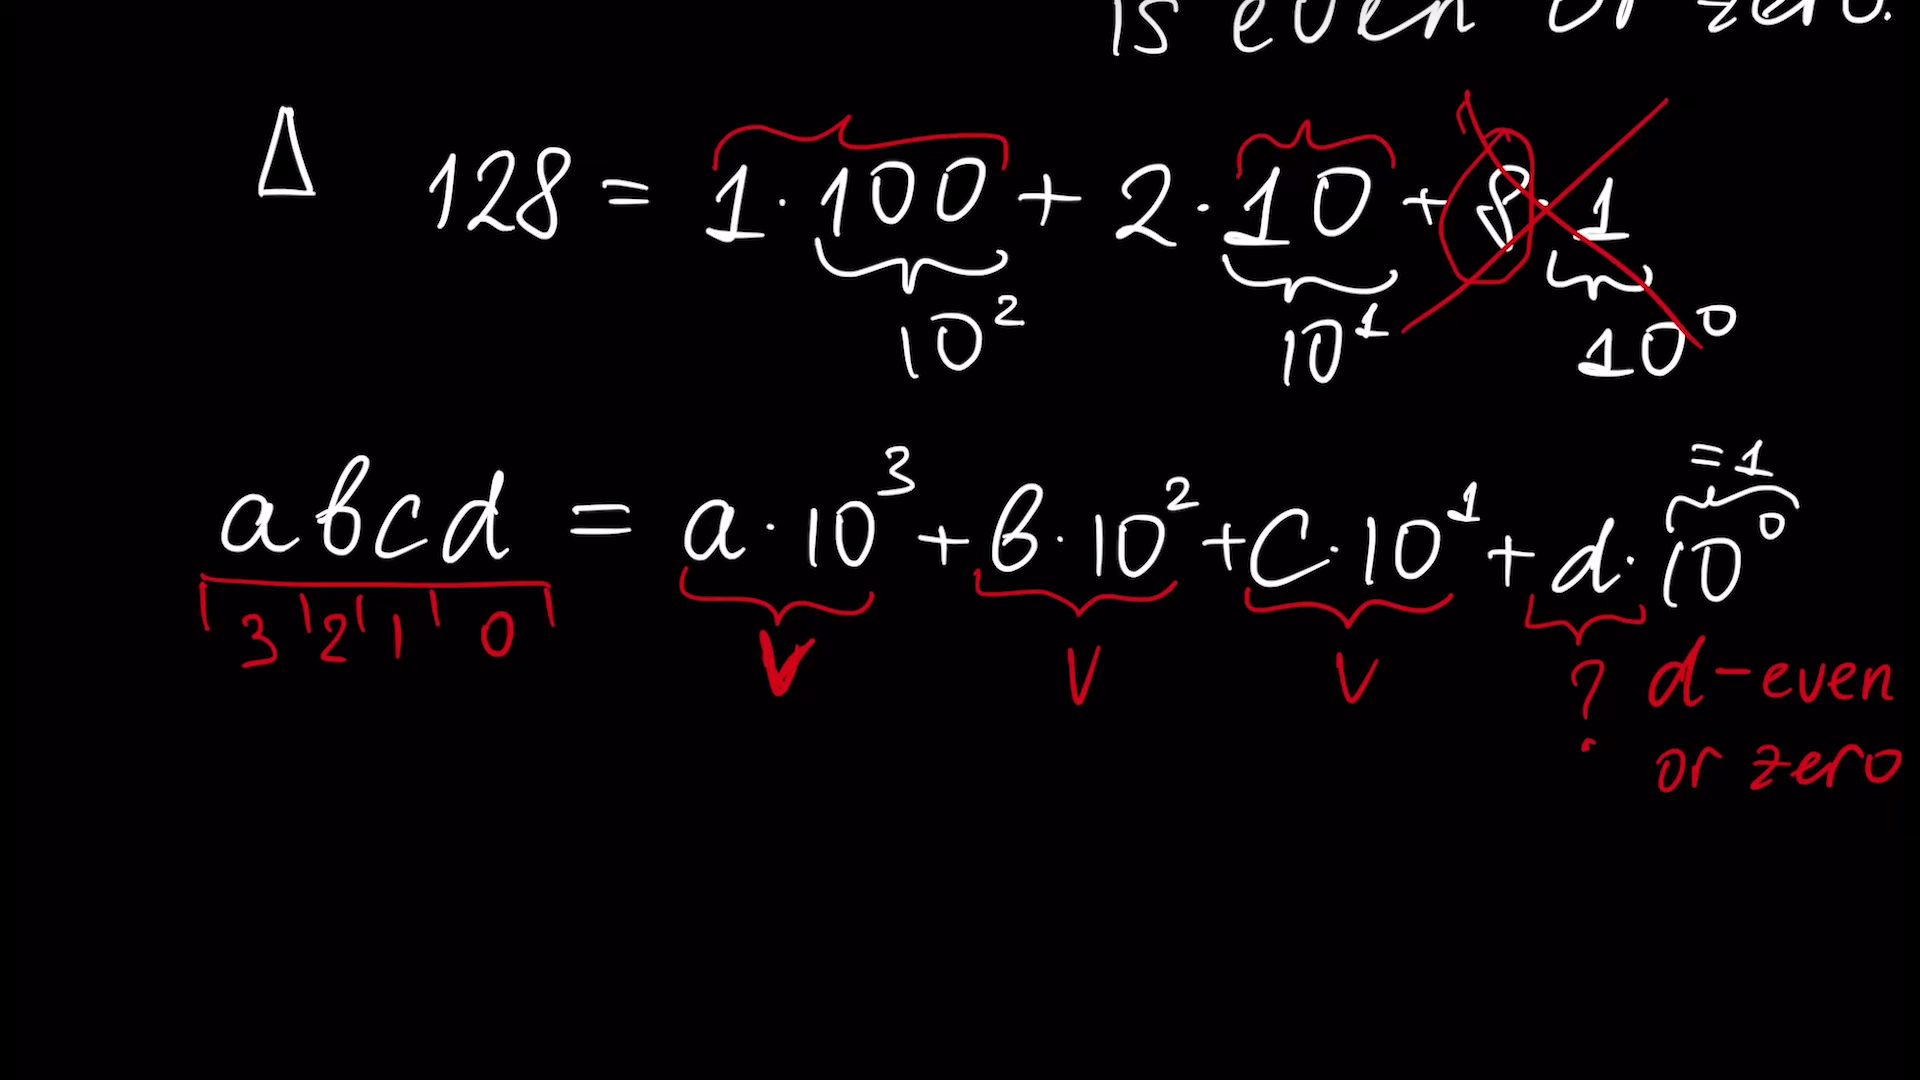 is even or zero.
Δ 128 = 1 · 100 + 2 · 10 + 8 · 1
10² 10¹ 10⁰
= 1
abcd = a · 10³ + b · 10² + c · 10¹ + d · 10⁰
3 2 1 0 V V V ? d - even
or zero